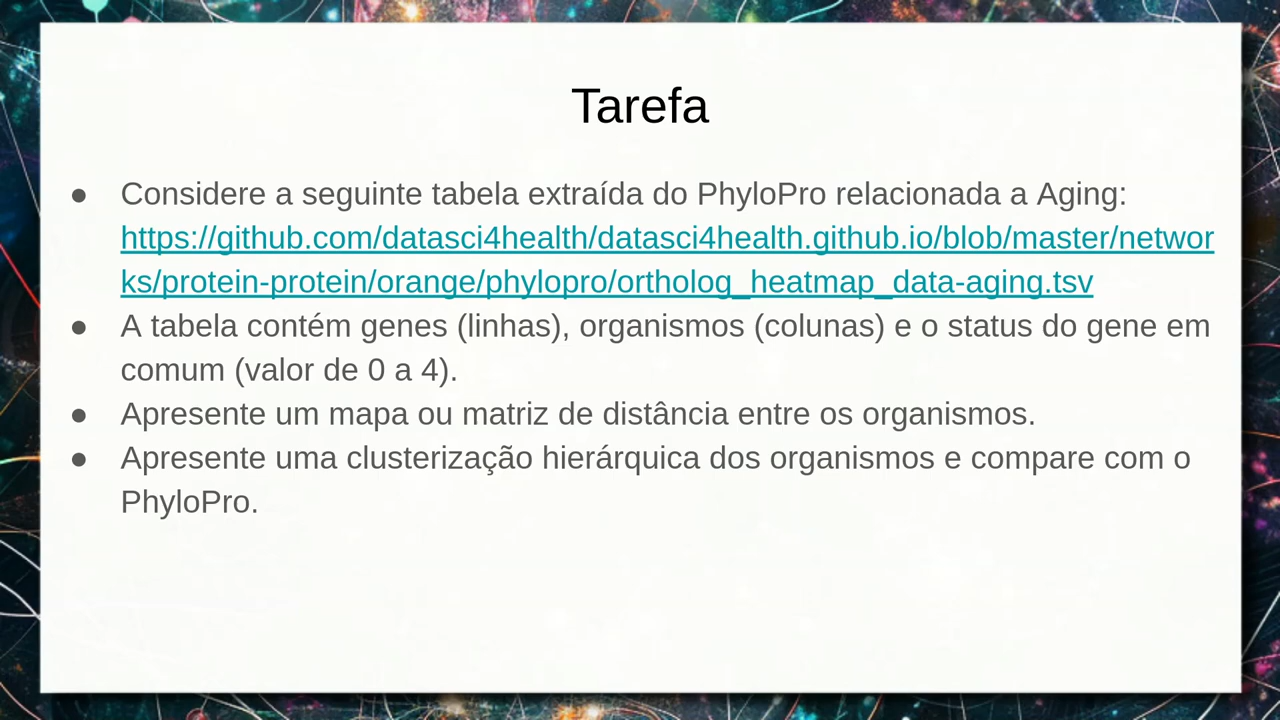 Tarefa
● Considere a seguinte tabela extraída do PhyloPro relacionada a Aging:
https://github.com/datasci4health/datasci4health.github.io/blob/master/networ
ks/protein-protein/orange/phylopro/ortholog_heatmap_data-aging.tsv
● A tabela contém genes (linhas), organismos (colunas) e o status do gene em
comum (valor de 0 a 4).
● Apresente um mapa ou matriz de distância entre os organismos.
● Apresente uma clusterização hierárquica dos organismos e compare com o
PhyloPro.